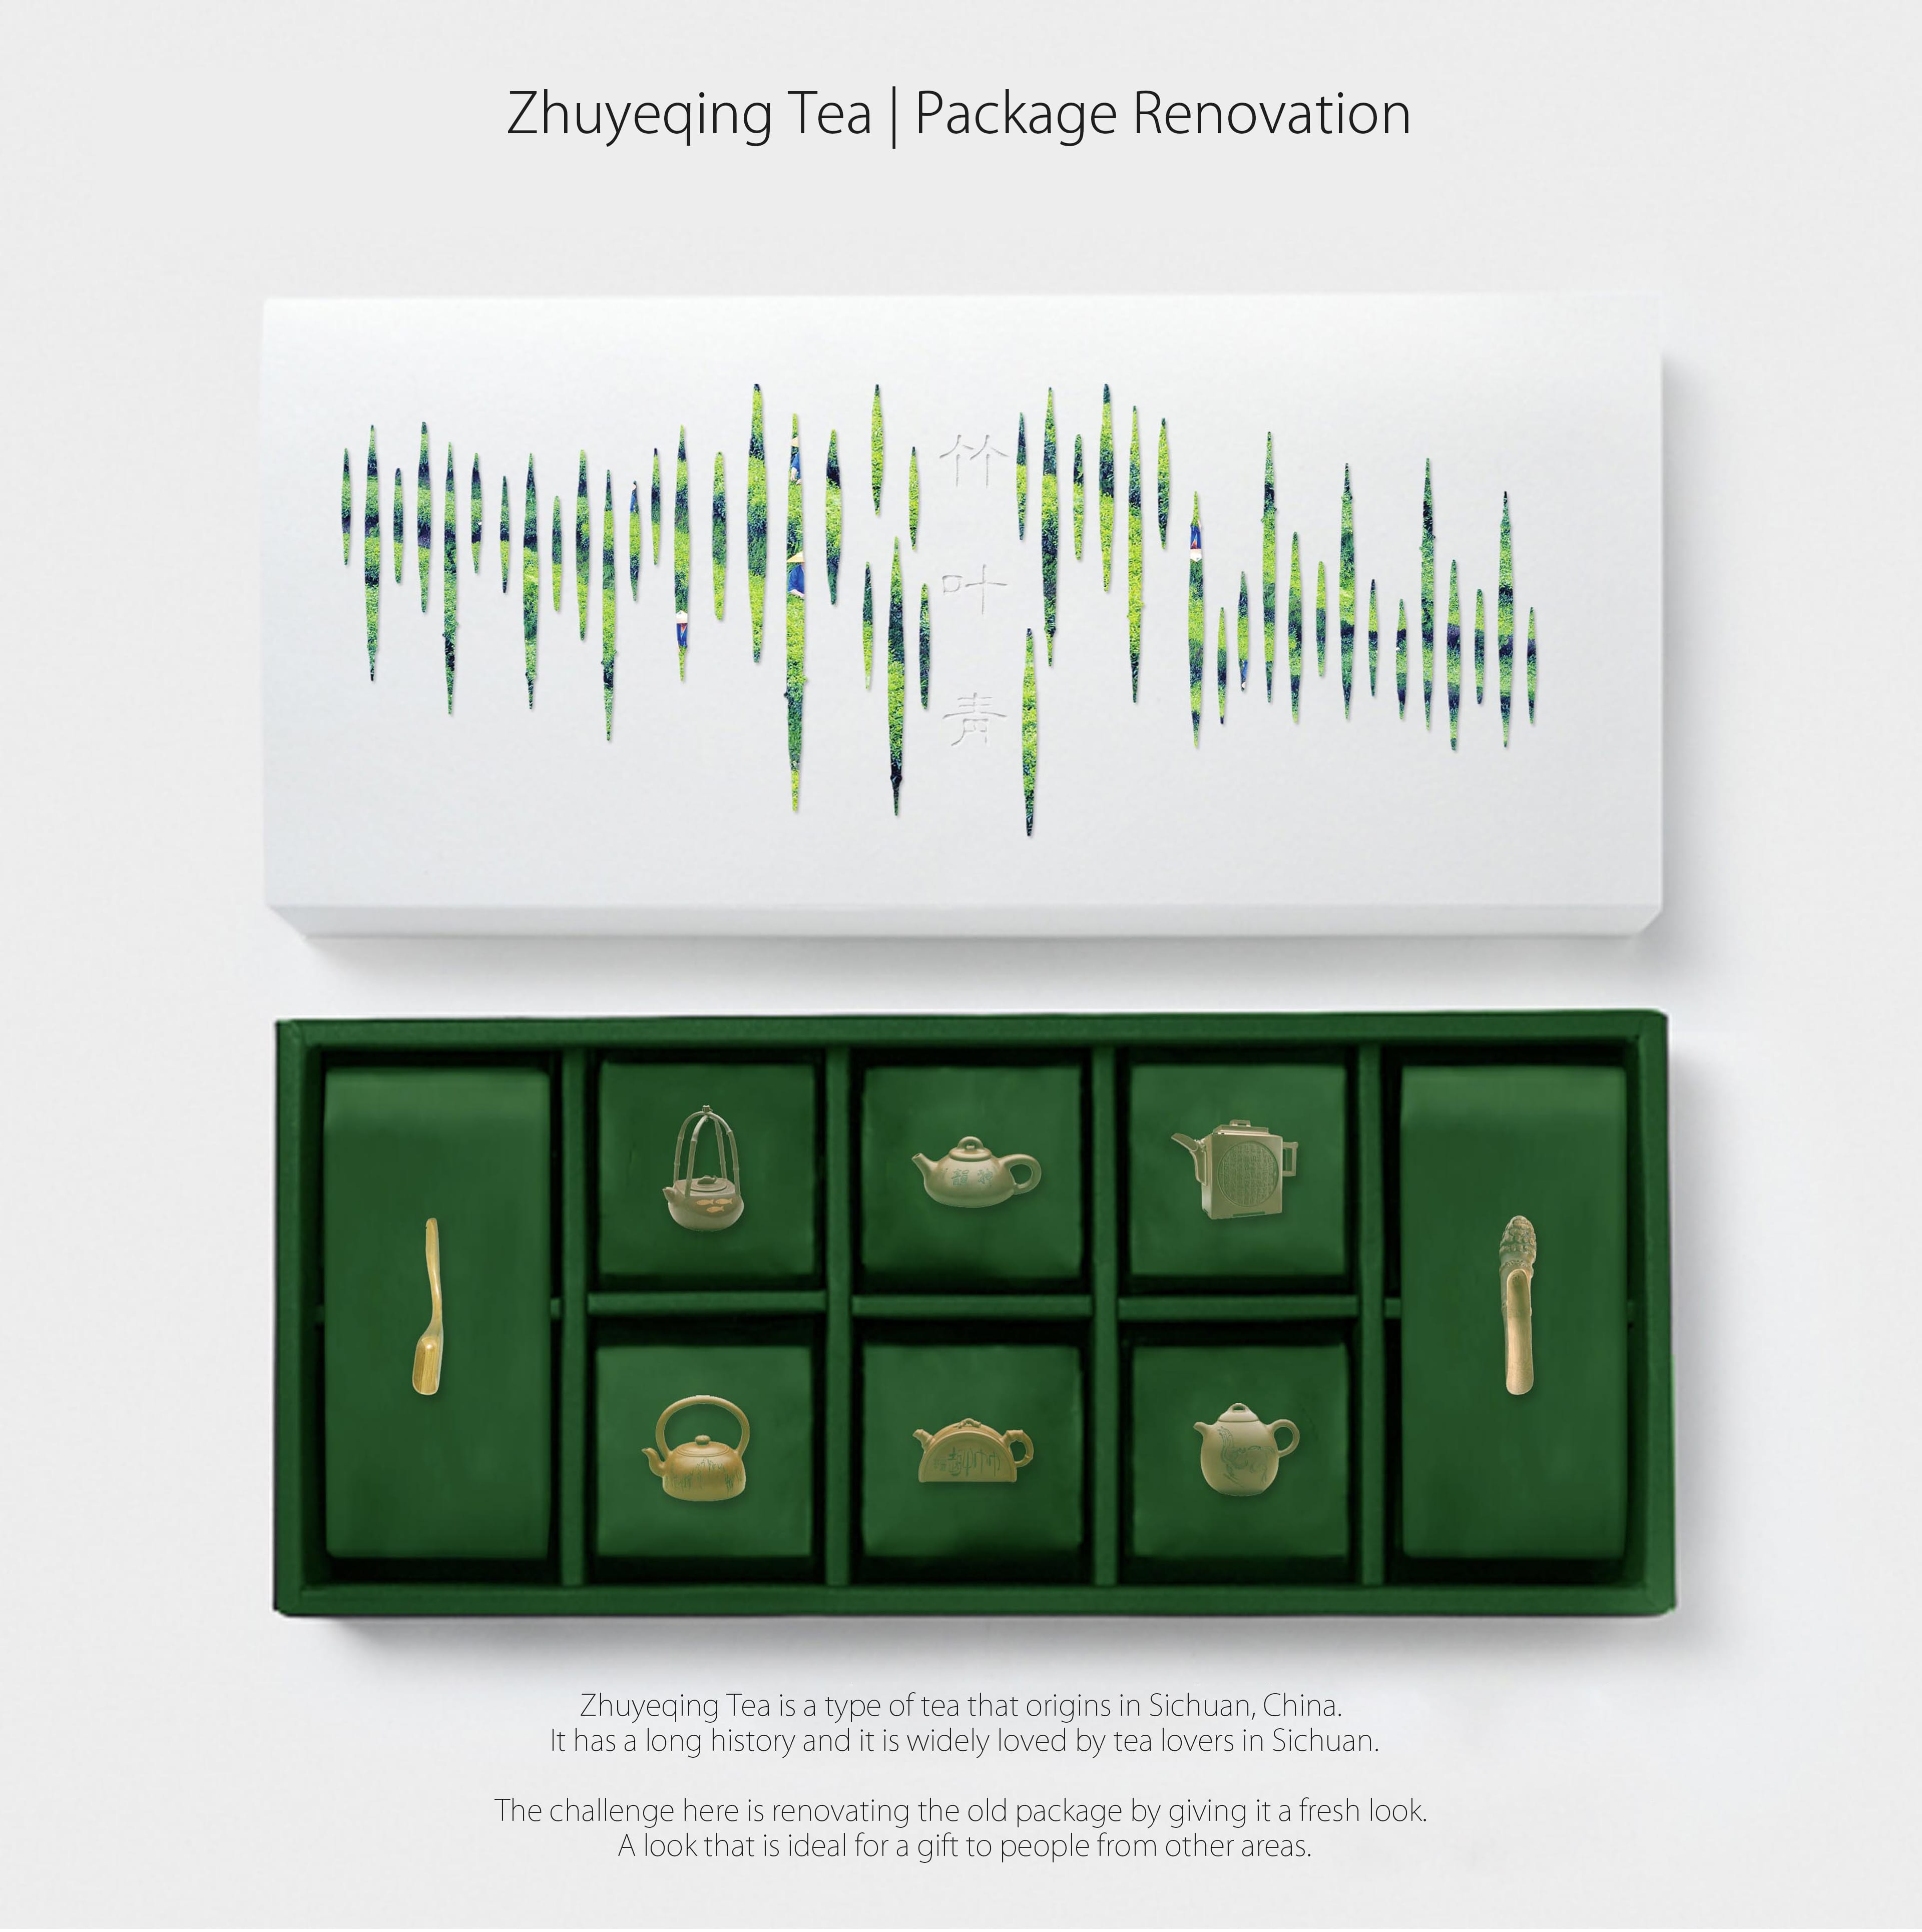 Zhuyeqing Tea | Package Renovation
竹
叶
青
Zhuyeqing Tea is a type of tea that origins in Sichuan, China.
It has a long history and it is widely loved by tea lovers in Sichuan.
The challenge here is renovating the old package by giving it a fresh look.
A look that is ideal for a gift to people from other areas.